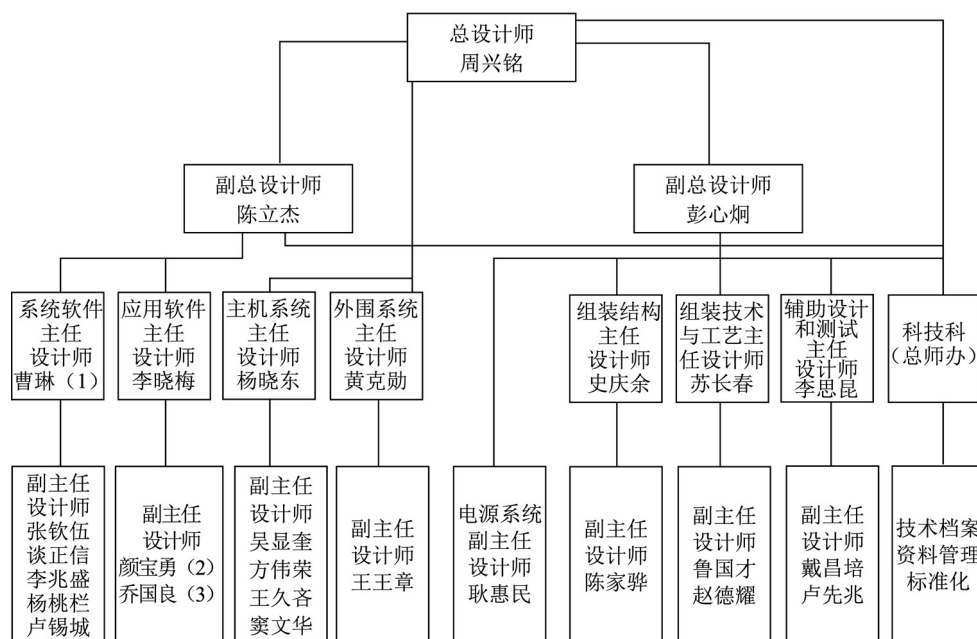 总设计师
周兴铭
副总设计师
陈立杰
副总设计师
彭心炯
系统软件
主任
设计师
曹琳（1）
应用软件
主任
设计师
李晓梅
主机系统
主任
设计师
杨晓东
外围系统
主任
设计师
黄克勋
组装结构
主任
设计师
史庆余
组装技术
与工艺主
任设计师
苏长春
辅助设计
和测试
主任
设计师
李思昆
科技科
（总师办）
副主任
设计师
张钦伍
谈正信
李兆盛
杨桃栏
卢锡城
副主任
设计师
颜宝勇（2）
乔国良（3）
副主任
设计师
吴显奎
方伟荣
王久吝
窦文华
副主任
设计师
王王章
电源系统
副主任
设计师
耿惠民
副主任
设计师
陈家骅
副主任
设计师
鲁国才
赵德耀
副主任
设计师
戴昌培
卢先兆
技术档案
资料管理
标准化